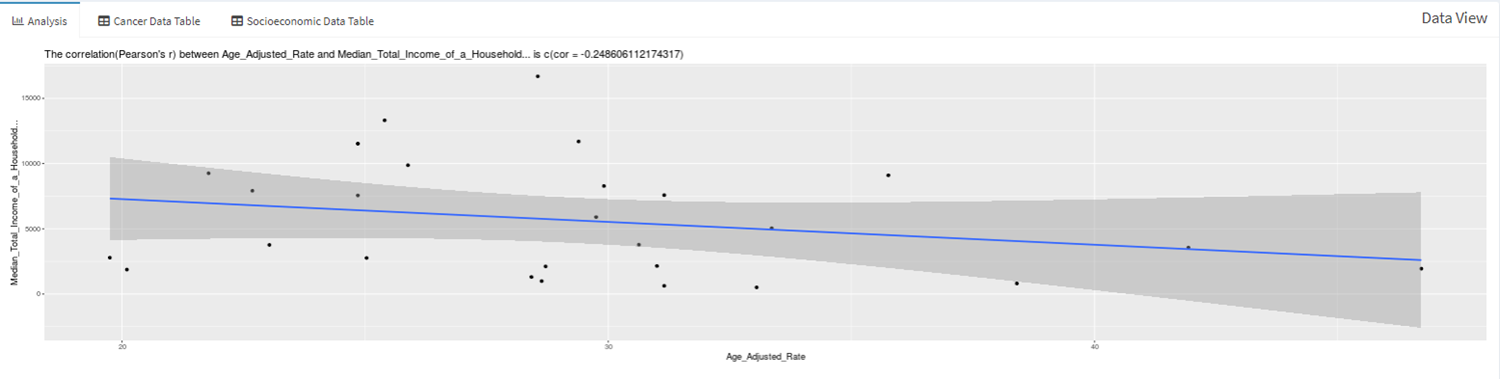 Analysis Cancer Data Table Socioeconomic Data Table Data View
The correlation(Pearson's r) between Age_Adjusted_Rate and Median_Total_Income_of_a_Household... is c(cor = -0.248606112174317)
Median_Total_Income_of_a_Household...
15000
10000
5000
0
20 30 40
Age_Adjusted_Rate